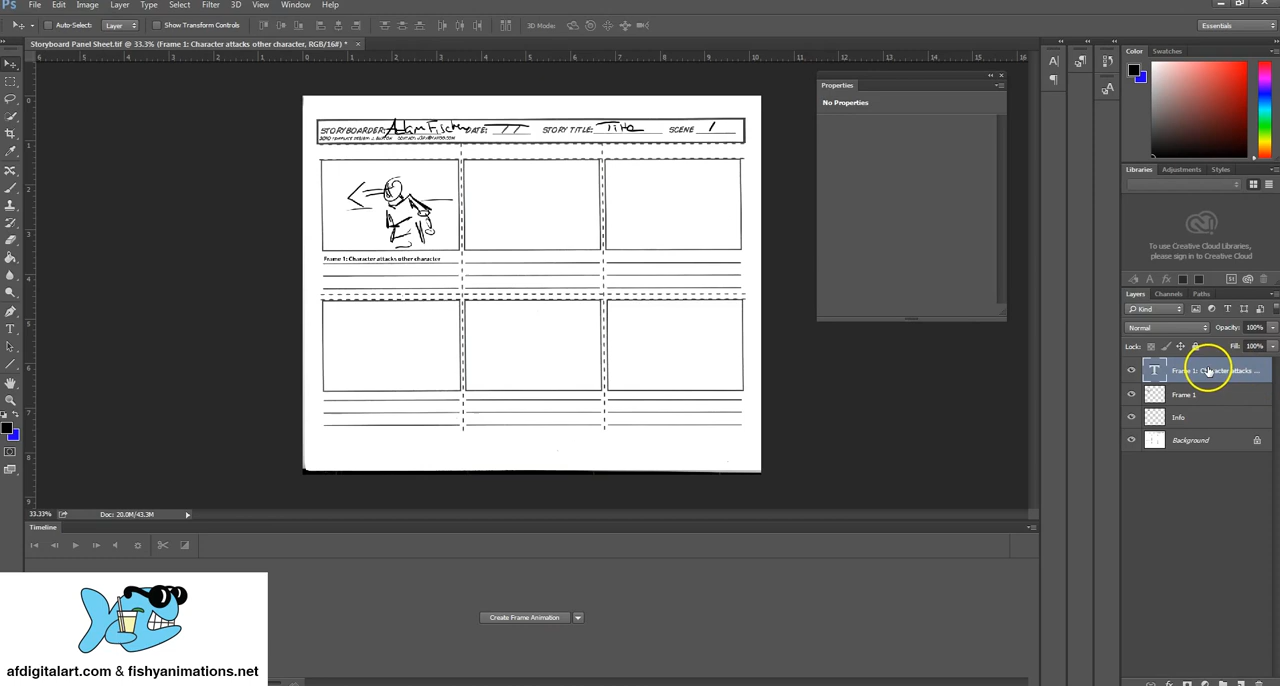 Ps File Edit Image Layer Type Select Filter 3D View Window Help
Auto-Select: Layer Show Transform Controls 3D Mode: Essentials
Storyboard Panel Sheet.tif @ 33.3% (Frame 1: Character attacks other character, RGB/16#) * ×
Color Swatches
Properties
No Properties
STORYBOARDER: DATE: STORY TITLE: Title SCENE 1
Frame 1: Character attacks other character
Libraries Adjustments Styles
To use Creative Cloud Libraries,
please sign in to Creative Cloud
Layers Channels Paths
Kind
Normal Opacity: 100%
Lock: Fill: 100%
Frame 1: Character attacks ...
Frame 1
Info
Background
33.33% Doc: 20.0M/43.3M
Timeline
Create Frame Animation
afdigitalart.com & fishyanimations.net